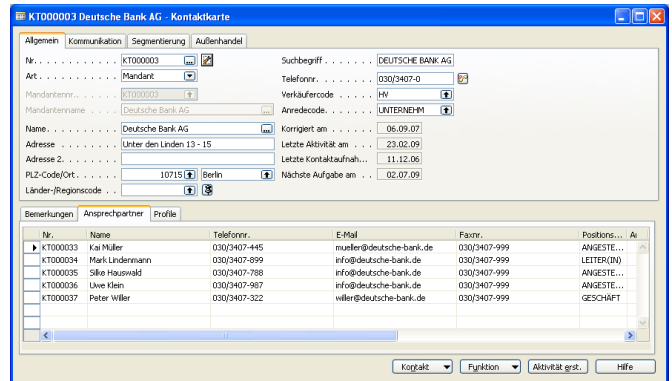 KT000003 Deutsche Bank AG - Kontaktkarte
Allgemein Kommunikation Segmentierung Außenhandel
Nr. . . . . . . . . . . . . KT000003 ...
Art . . . . . . . . . . . . Mandant
Mandantennr. . . . . . KT000003
Mandantenname . . . . Deutsche Bank AG ...
Name. . . . . . . . . . . Deutsche Bank AG ...
Adresse . . . . . . . . . Unter den Linden 13 - 15
Adresse 2. . . . . . . . .
PLZ-Code/Ort. . . . . . 10715 Berlin
Länder-/Regionscode . .
Suchbegriff . . . . . . . DEUTSCHE BANK AG
Telefonnr. . . . . . . . . 030/3407-0
Verkäufercode . . . . . HV
Anredecode. . . . . . . UNTERNEHM
Korrigiert am . . . . . 06.09.07
Letzte Aktivität am . . 23.02.09
Letzte Kontaktaufnah... 11.12.06
Nächste Aufgabe am . . 02.07.09
Bemerkungen Ansprechpartner Profile
Nr. Name Telefonnr. E-Mail Faxnr. Positions...
KT000033 Kai Müller 030/3407-445 mueller@deutsche-bank.de 030/3407-999 ANGESTE...
KT000034 Mark Lindenmann 030/3407-899 info@deutsche-bank.de 030/3407-999 LEITER(IN)
KT000035 Silke Hauswald 030/3407-788 info@deutsche-bank.de 030/3407-999 ANGESTE...
KT000036 Uwe Klein 030/3407-987 info@deutsche-bank.de 030/3407-999 ANGESTE...
KT000037 Peter Willer 030/3407-322 willer@deutsche-bank.de 030/3407-999 GESCHÄFT
Kontakt Funktion Aktivität erst. Hilfe